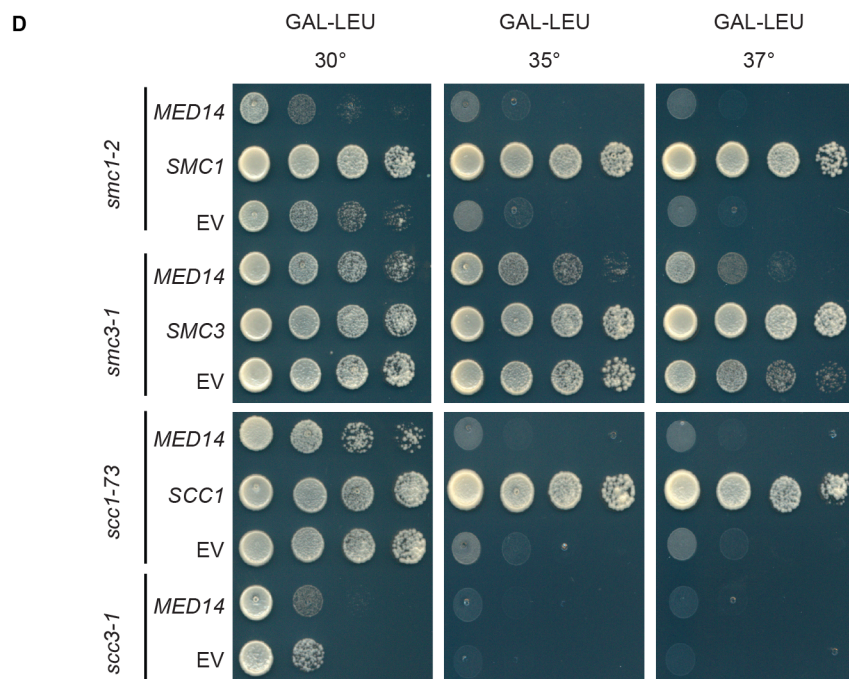 D
GAL-LEU GAL-LEU GAL-LEU
30° 35° 37°
smc1-2
MED14
SMC1
EV
smc3-1
MED14
SMC3
EV
scc1-73
MED14
SCC1
EV
scc3-1
MED14
EV